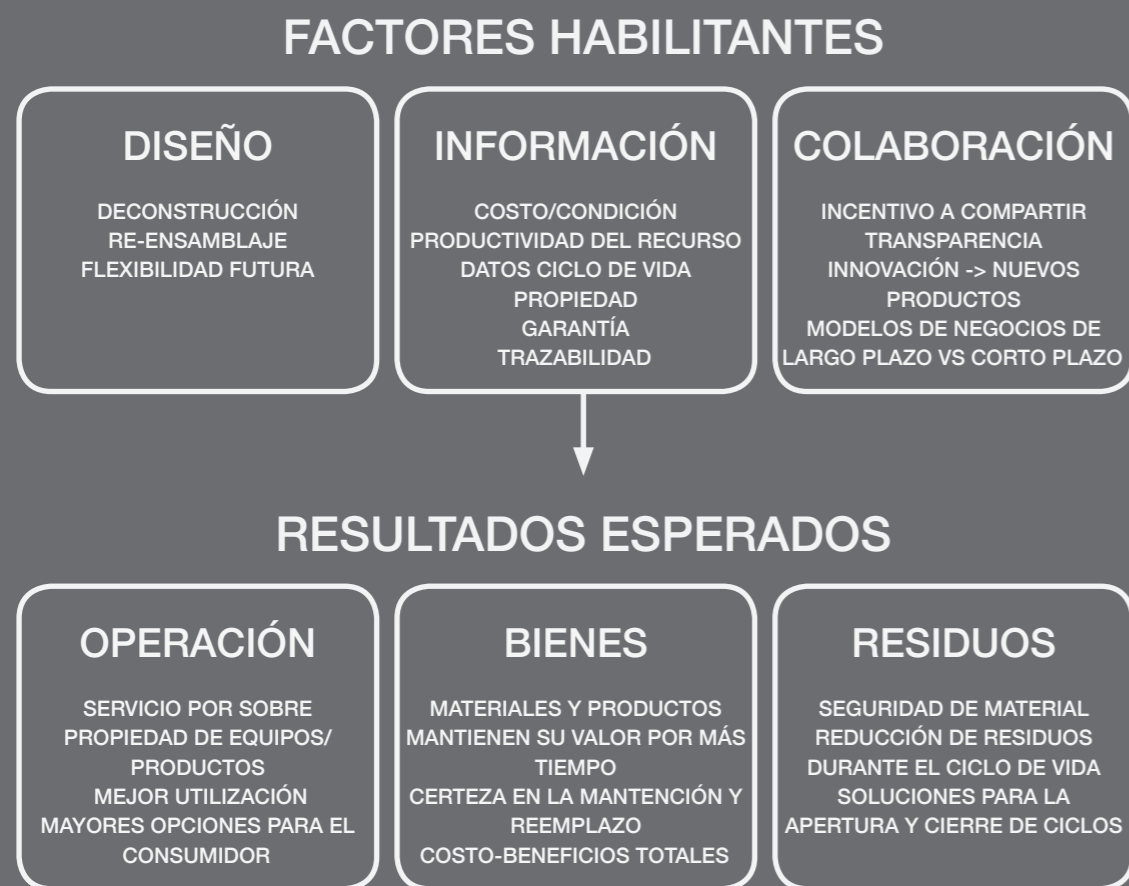 FACTORES HABILITANTES
DISEÑO
DECONSTRUCCIÓN
RE-ENSAMBLAJE
FLEXIBILIDAD FUTURA
INFORMACIÓN
COSTO/CONDICIÓN
PRODUCTIVIDAD DEL RECURSO
DATOS CICLO DE VIDA
PROPIEDAD
GARANTÍA
TRAZABILIDAD
COLABORACIÓN
INCENTIVO A COMPARTIR
TRANSPARENCIA
INNOVACIÓN -> NUEVOS
PRODUCTOS
MODELOS DE NEGOCIOS DE
LARGO PLAZO VS CORTO PLAZO
RESULTADOS ESPERADOS
OPERACIÓN
SERVICIO POR SOBRE
PROPIEDAD DE EQUIPOS/
PRODUCTOS
MEJOR UTILIZACIÓN
MAYORES OPCIONES PARA EL
CONSUMIDOR
BIENES
MATERIALES Y PRODUCTOS
MANTIENEN SU VALOR POR MÁS
TIEMPO
CERTEZA EN LA MANTENCIÓN Y
REEMPLAZO
COSTO-BENEFICIOS TOTALES
RESIDUOS
SEGURIDAD DE MATERIAL
REDUCCIÓN DE RESIDUOS
DURANTE EL CICLO DE VIDA
SOLUCIONES PARA LA
APERTURA Y CIERRE DE CICLOS